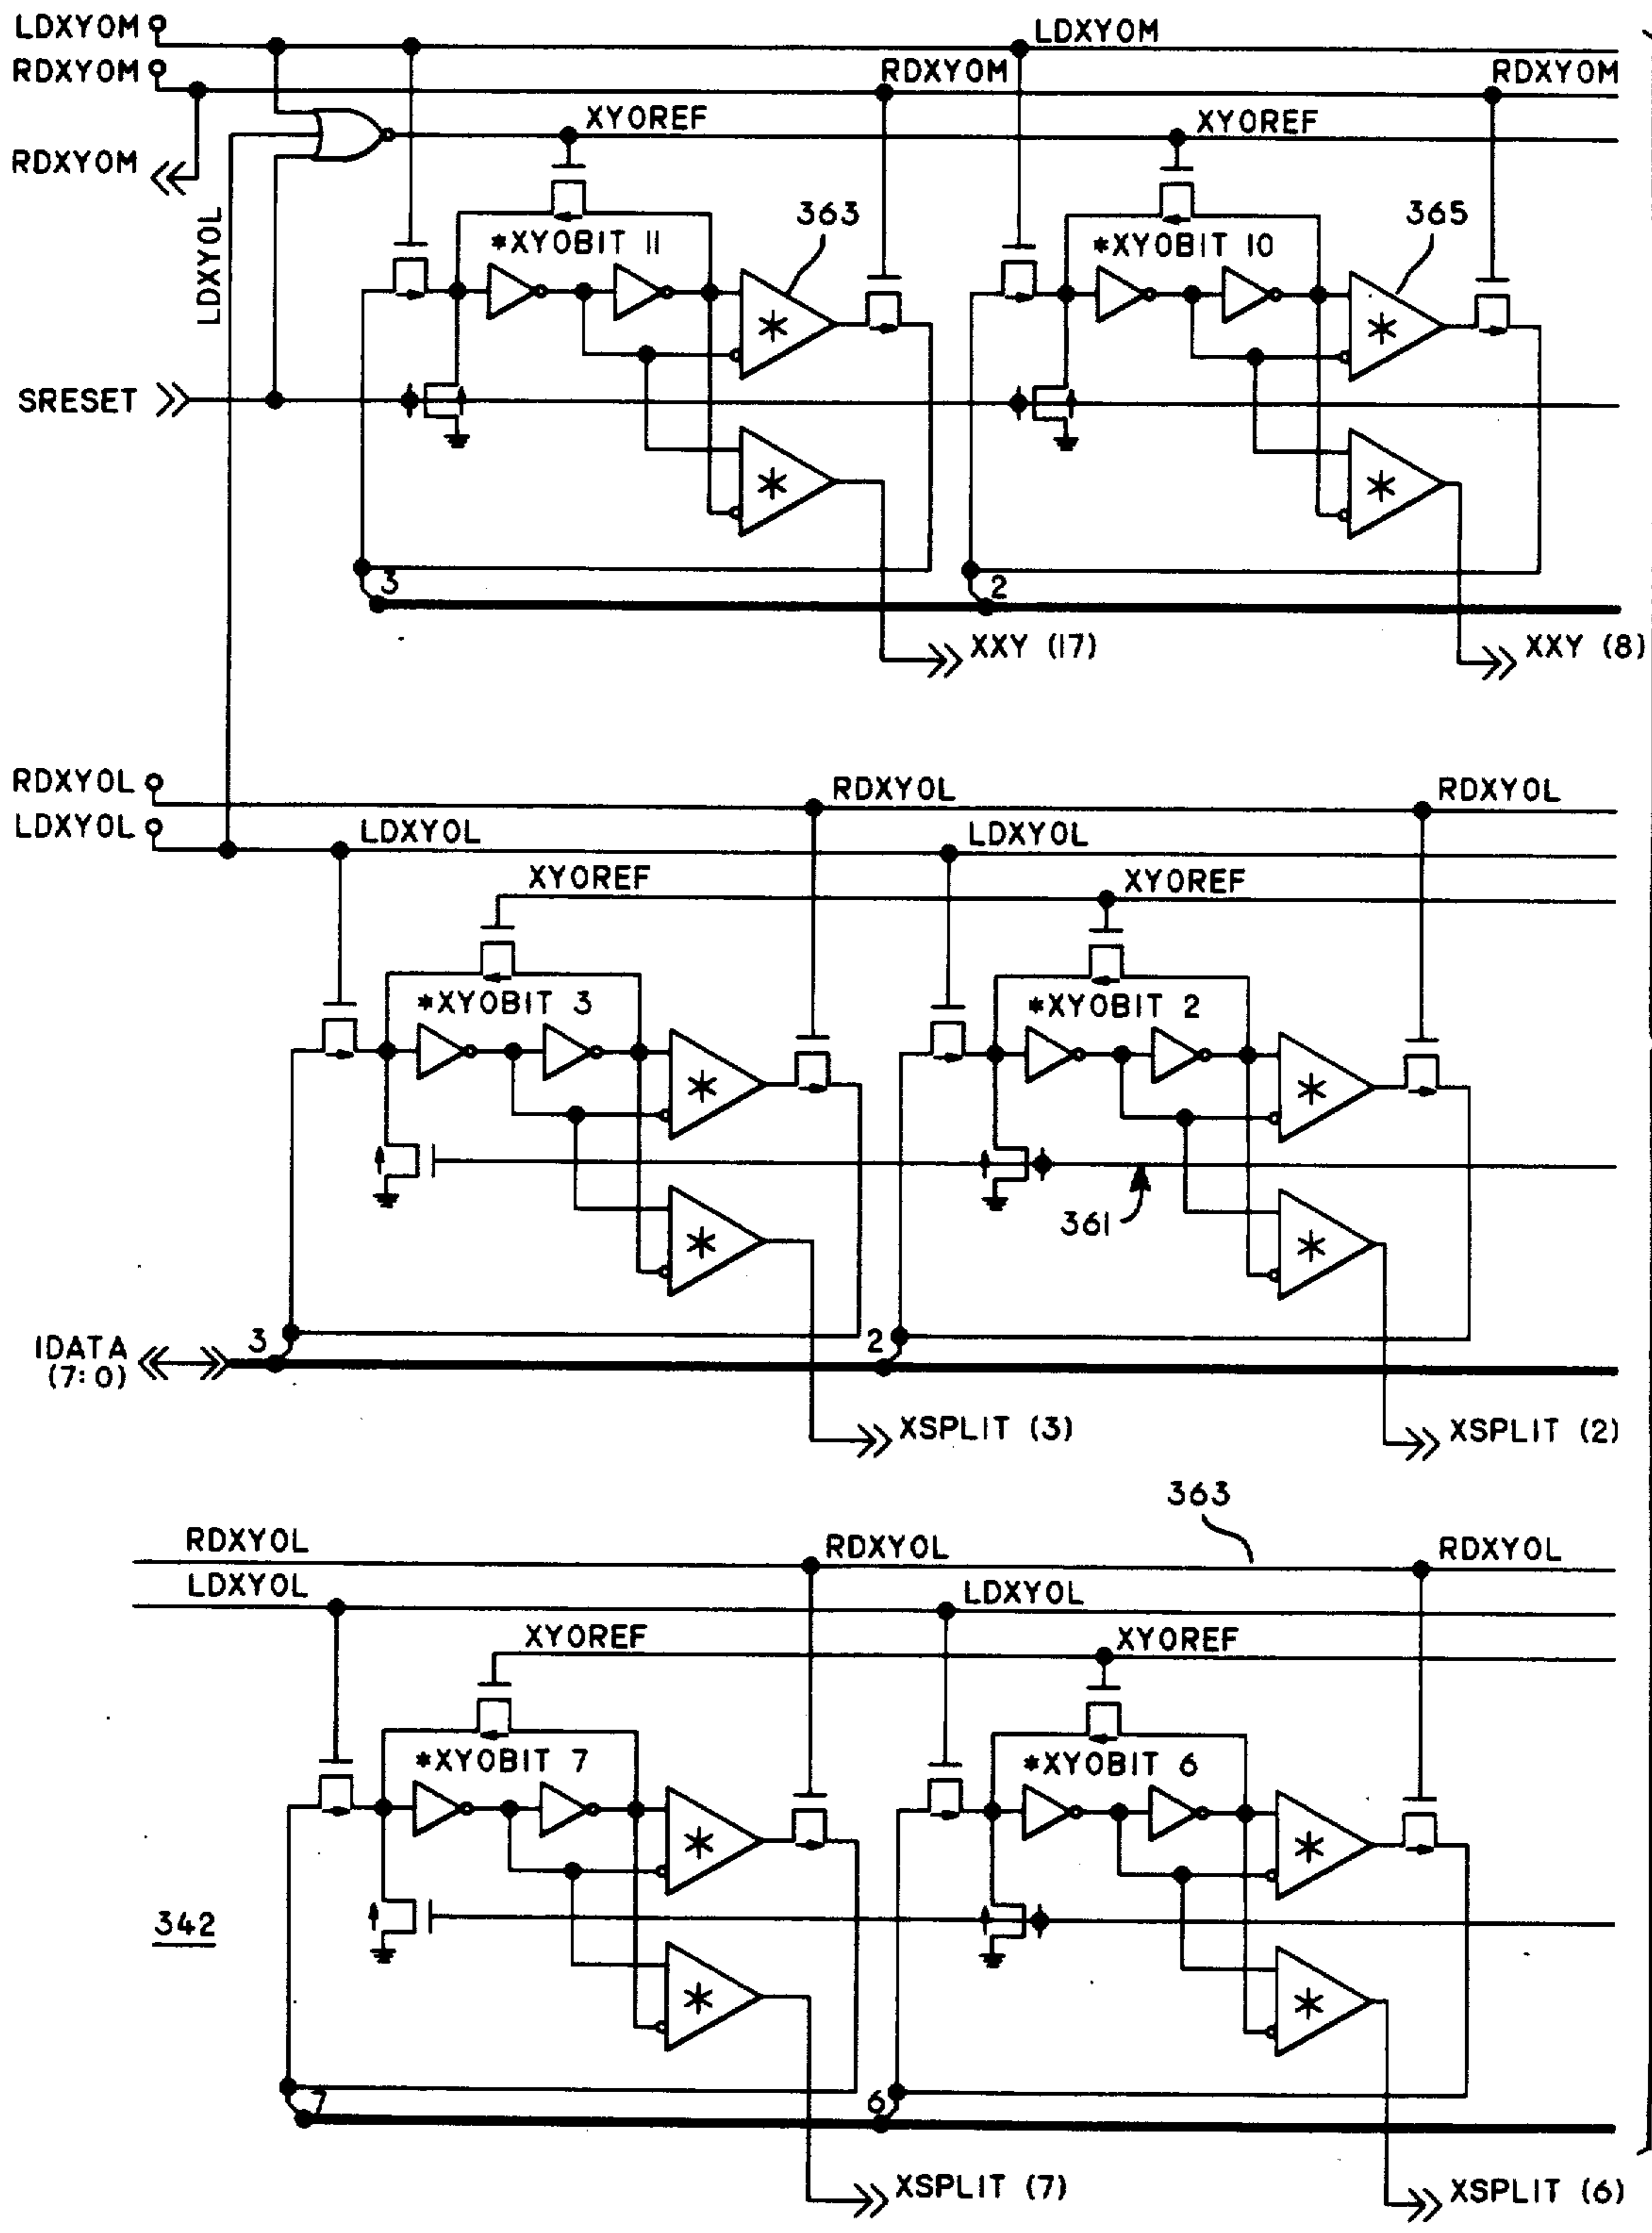 LDXYOM
LDXYOM
RDXYOM
RDXYOM
RDXYOM
XYOREF
XYOREF
RDXYOM
LDXYOL
363
365
*XYOBIT 11
*XYOBIT 10
*
*
SRESET
*
*
3
2
XXY (17)
XXY (8)
RDXYOL
RDXYOL
RDXYOL
LDXYOL
LDXYOL
LDXYOL
XYOREF
XYOREF
*XYOBIT 3
*XYOBIT 2
*
*
361
*
*
3
2
IDATA
(7:0)
XSPLIT (3)
XSPLIT (2)
363
RDXYOL
RDXYOL
RDXYOL
LDXYOL
LDXYOL
XYOREF
XYOREF
*XYOBIT 7
*XYOBIT 6
*
*
342
*
*
7
6
XSPLIT (7)
XSPLIT (6)